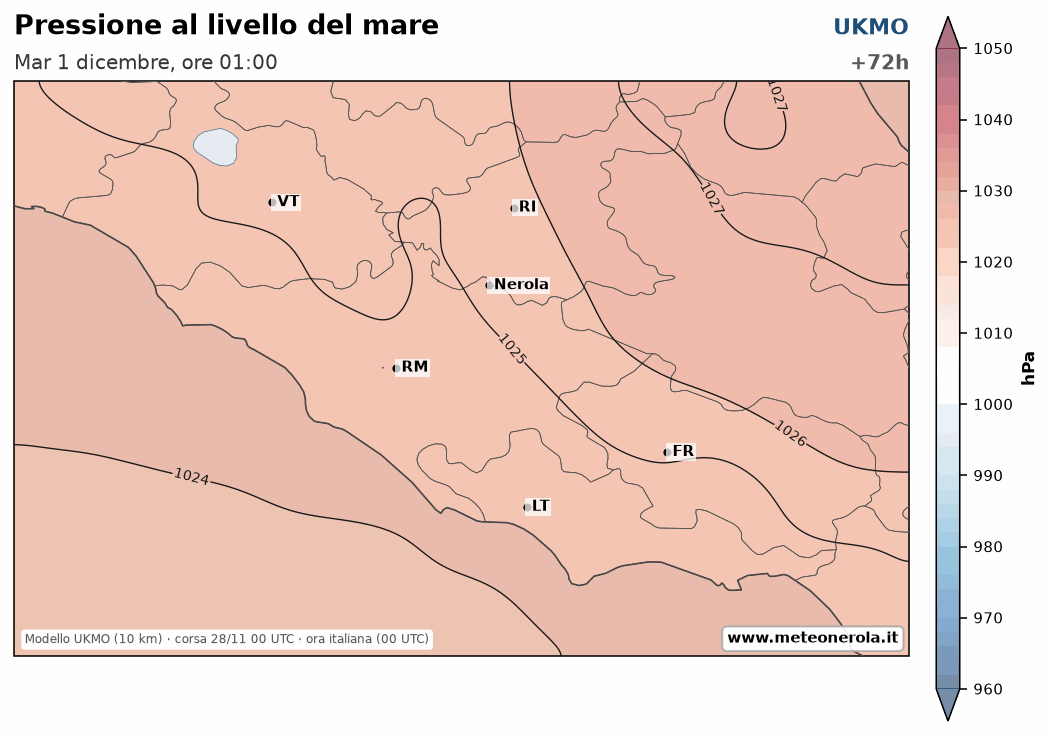 Pressione al livello del mare
UKMO
Mar 1 dicembre, ore 01:00
+72h
1027
VT
RI
1027
Nerola
1025
RM
1026
FR
1024
LT
Modello UKMO (10 km) · corsa 28/11 00 UTC · ora italiana (00 UTC)
www.meteonerola.it
1050
1040
1030
1020
1010
1000
990
980
970
960
hPa